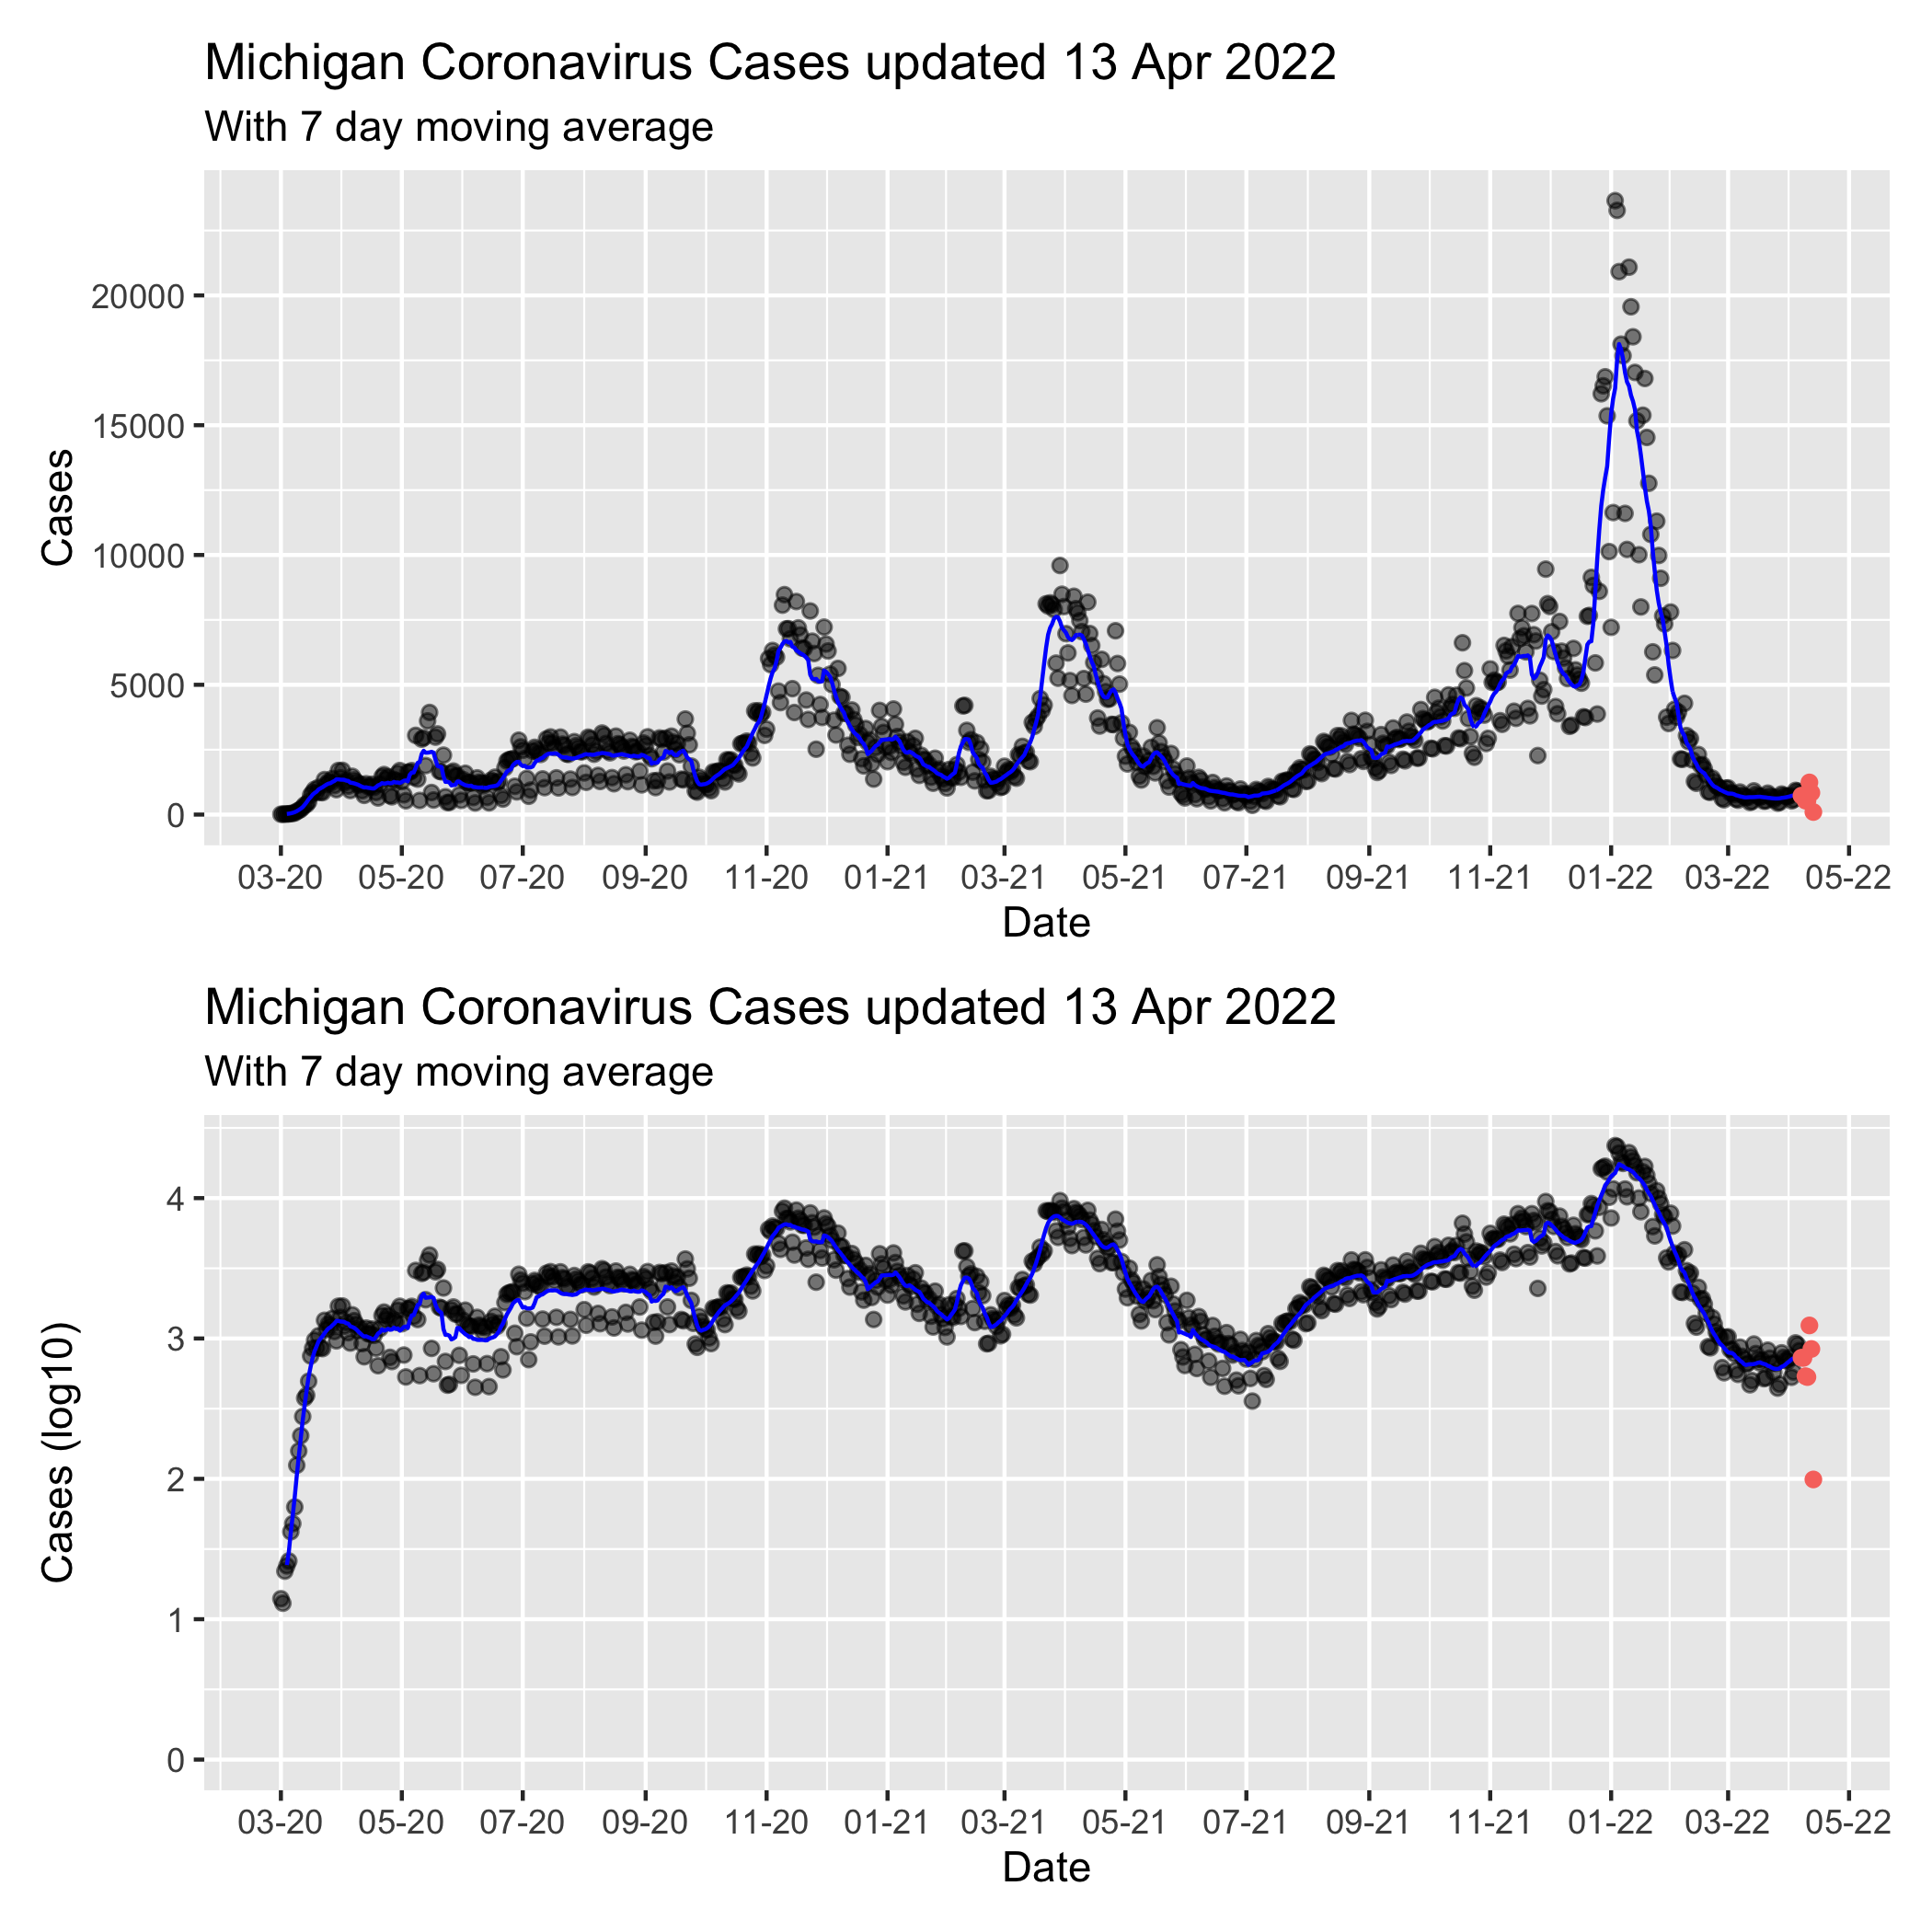 Michigan Coronavirus Cases updated 13 Apr 2022
With 7 day moving average
20000
15000
10000
5000
0
Cases
03-20 05-20 07-20 09-20 11-20 01-21 03-21 05-21 07-21 09-21 11-21 01-22 03-22 05-22
Date
Michigan Coronavirus Cases updated 13 Apr 2022
With 7 day moving average
4
3
2
1
0
Cases (log10)
03-20 05-20 07-20 09-20 11-20 01-21 03-21 05-21 07-21 09-21 11-21 01-22 03-22 05-22
Date